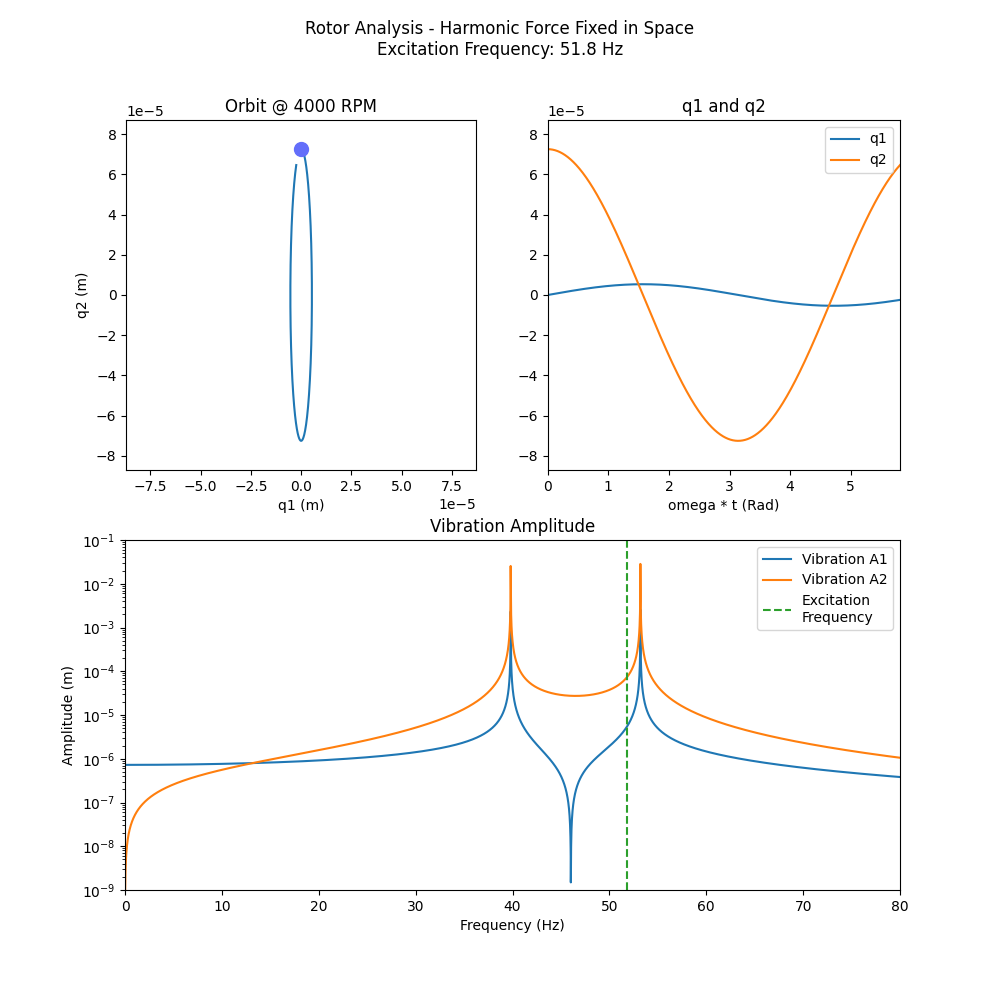 Rotor Analysis - Harmonic Force Fixed in Space
Excitation Frequency: 51.8 Hz
Orbit @ 4000 RPM
1e−5
8
6
4
2
0
−2
−4
−6
−8
q2 (m)
−7.5 −5.0 −2.5 0.0 2.5 5.0 7.5
1e−5
q1 (m)
q1 and q2
1e−5
8
6
4
2
0
−2
−4
−6
−8
q1
q2
0 1 2 3 4 5
omega * t (Rad)
Vibration Amplitude
10⁻¹
10⁻²
10⁻³
10⁻⁴
10⁻⁵
10⁻⁶
10⁻⁷
10⁻⁸
10⁻⁹
Amplitude (m)
Vibration A1
Vibration A2
Excitation
Frequency
0 10 20 30 40 50 60 70 80
Frequency (Hz)